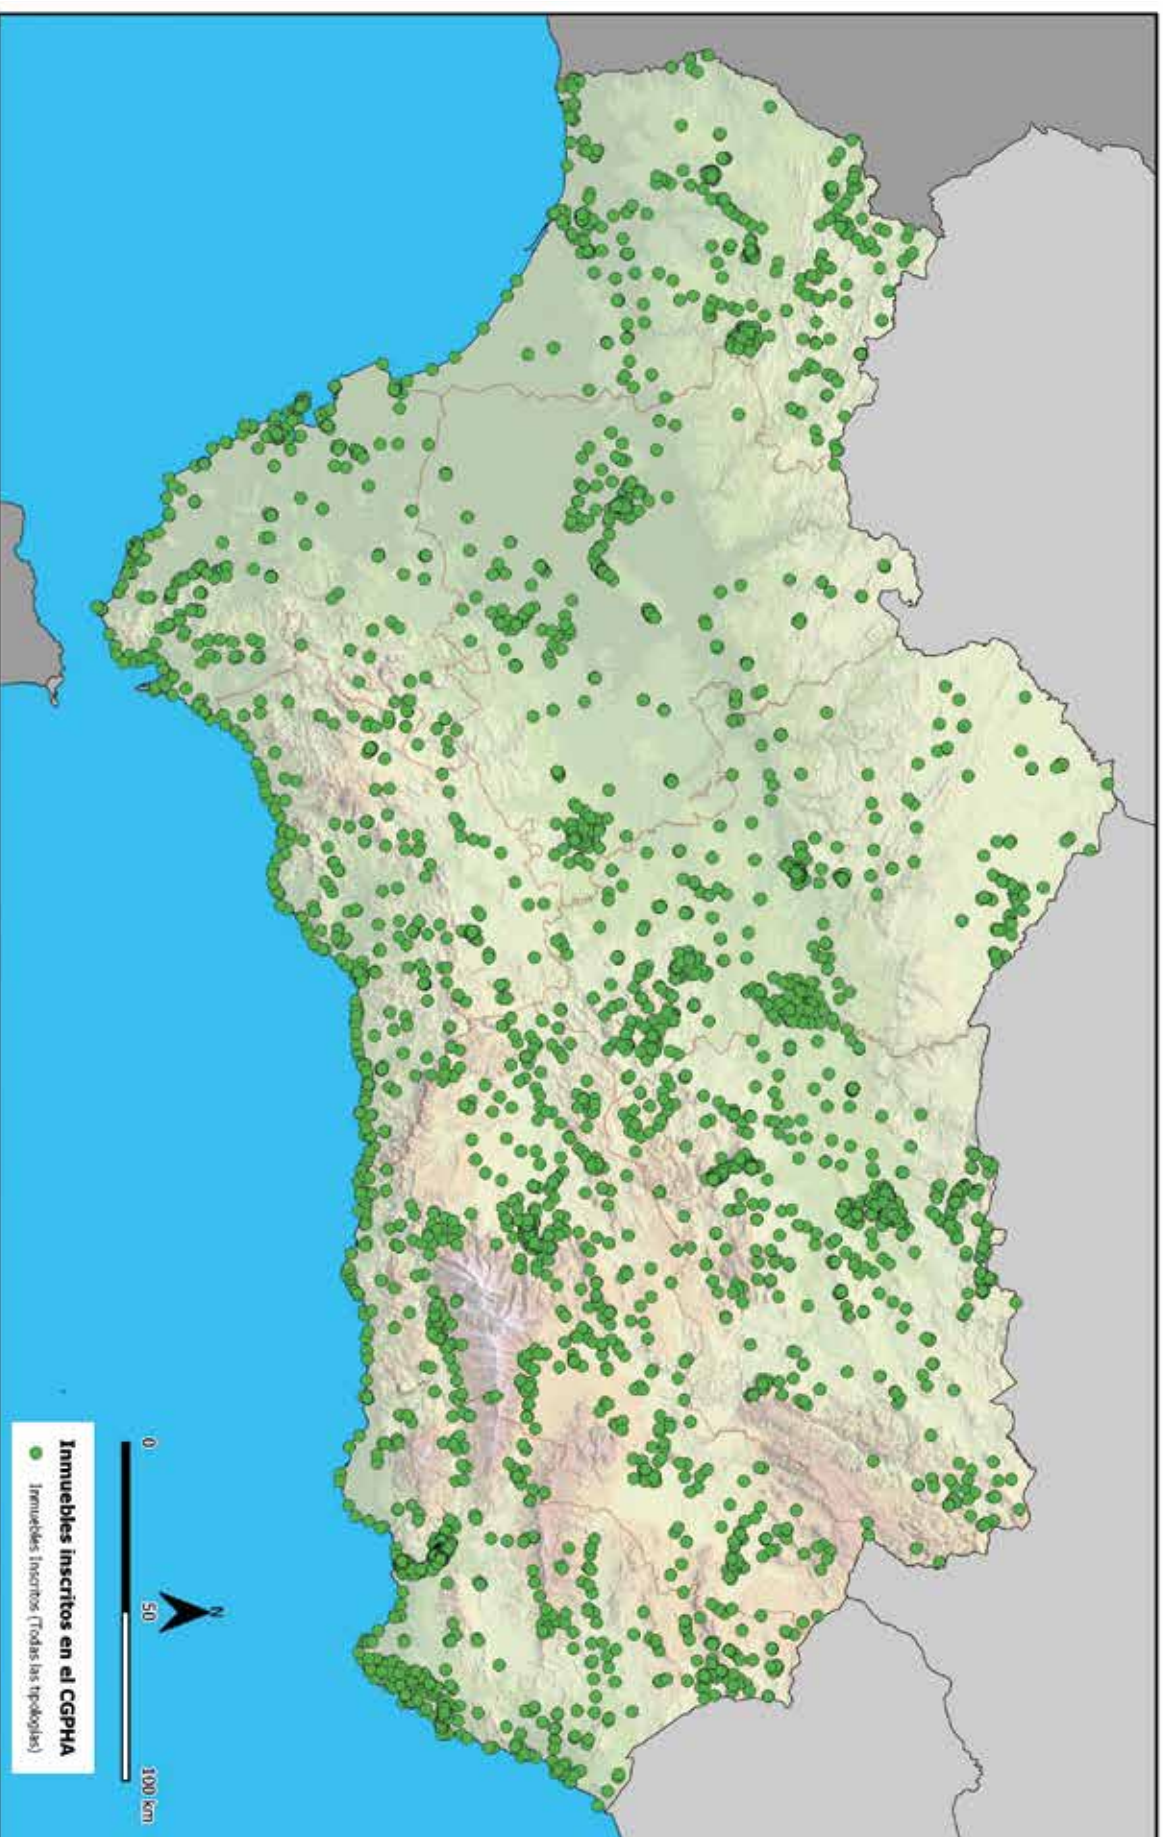 Inmuebles inscritos en el CGPHA
Inmuebles Inscritos (Todas las tipologías)
0 50 100 km
N